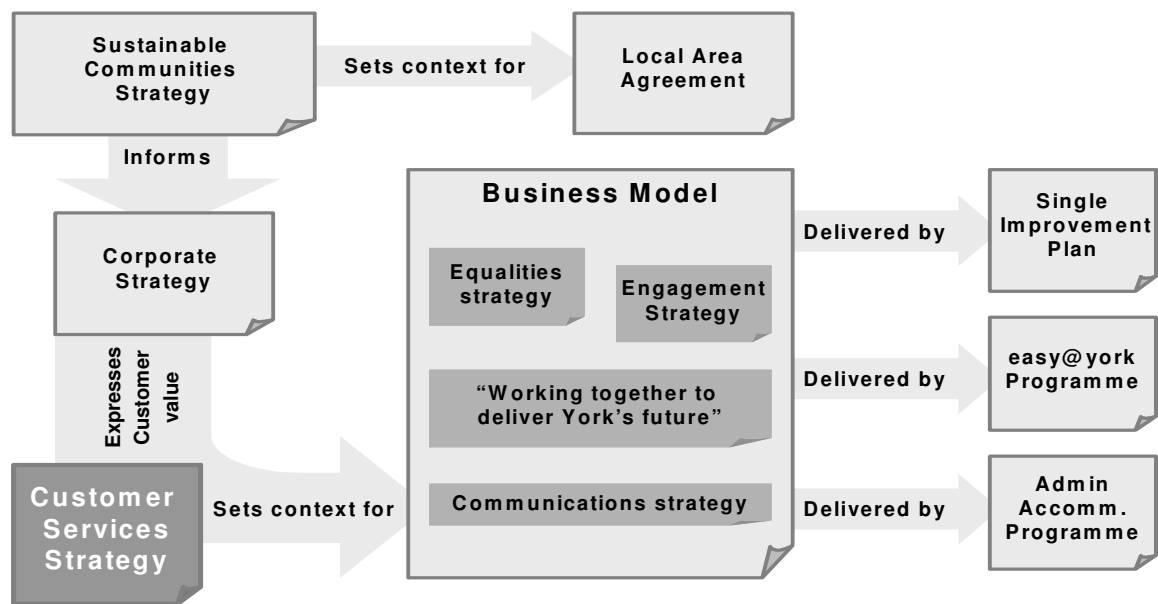 Sustainable
Communities
Strategy
Sets context for
Local Area
Agreement
Informs
Corporate
Strategy
Expresses
Customer
value
Customer
Services
Strategy
Sets context for
Business Model
Equalities
strategy
Engagement
Strategy
“Working together to
deliver York’s future”
Communications strategy
Delivered by
Single
Improvement
Plan
Delivered by
easy@york
Programme
Delivered by
Admin
Accomm.
Programme